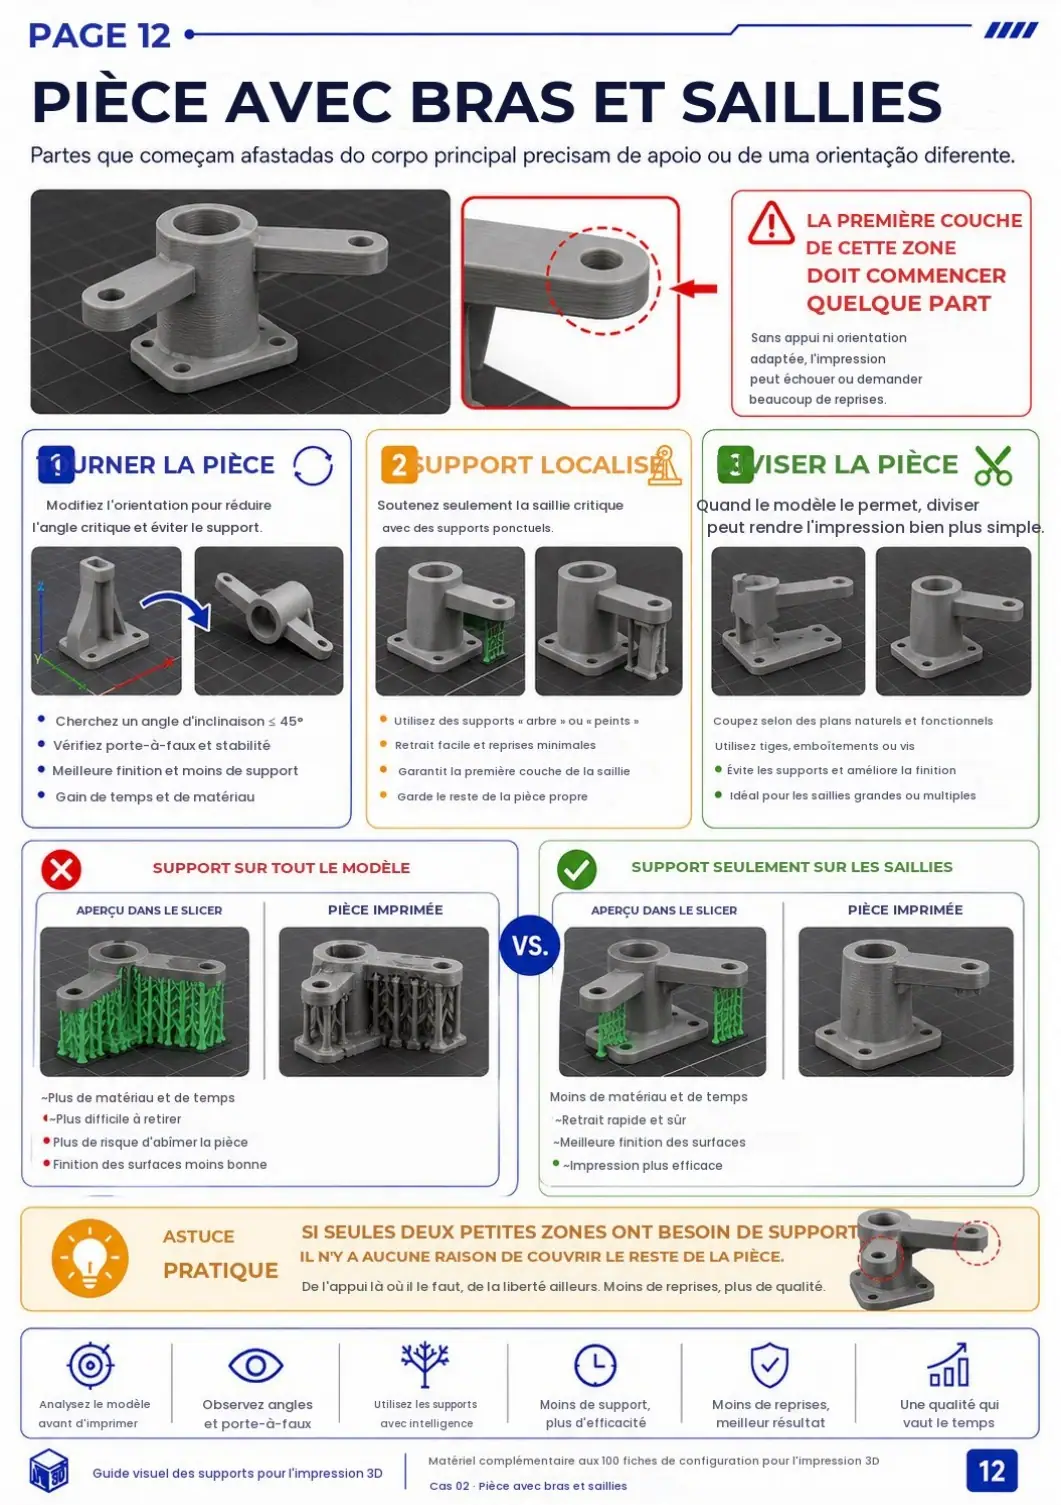 PAGE 12
PIÈCE AVEC BRAS ET SAILLIES
Partes que começam afastadas do corpo principal precisam de apoio ou de uma orientação diferente.
LA PREMIÈRE COUCHE
DE CETTE ZONE
DOIT COMMENCER
QUELQUE PART
Sans appui ni orientation
adaptée, l'impression
peut échouer ou demander
beaucoup de reprises.
1 TOURNER LA PIÈCE
Modifiez l'orientation pour réduire
l'angle critique et éviter le support.
Z
Y
X
Cherchez un angle d'inclinaison ≤ 45°
Vérifiez porte-à-faux et stabilité
Meilleure finition et moins de support
Gain de temps et de matériau
2 SUPPORT LOCALISÉ
Soutenez seulement la saillie critique
avec des supports ponctuels.
Utilisez des supports « arbre » ou « peints »
Retrait facile et reprises minimales
Garantit la première couche de la saillie
Garde le reste de la pièce propre
3 DIVISER LA PIÈCE
Quand le modèle le permet, diviser
peut rendre l'impression bien plus simple.
Coupez selon des plans naturels et fonctionnels
Utilisez tiges, emboîtements ou vis
Évite les supports et améliore la finition
Idéal pour les saillies grandes ou multiples
SUPPORT SUR TOUT LE MODÈLE
APERÇU DANS LE SLICER
PIÈCE IMPRIMÉE
~Plus de matériau et de temps
~Plus difficile à retirer
Plus de risque d'abîmer la pièce
Finition des surfaces moins bonne
VS.
SUPPORT SEULEMENT SUR LES SAILLIES
APERÇU DANS LE SLICER
PIÈCE IMPRIMÉE
Moins de matériau et de temps
~Retrait rapide et sûr
~Meilleure finition des surfaces
~Impression plus efficace
ASTUCE
PRATIQUE
SI SEULES DEUX PETITES ZONES ONT BESOIN DE SUPPORT
IL N'Y A AUCUNE RAISON DE COUVRIR LE RESTE DE LA PIÈCE.
De l'appui là où il le faut, de la liberté ailleurs. Moins de reprises, plus de qualité.
Analysez le modèle
avant d'imprimer
Observez angles
et porte-à-faux
Utilisez les supports
avec intelligence
Moins de support,
plus d'efficacité
Moins de reprises,
meilleur résultat
Une qualité qui
vaut le temps
Guide visuel des supports pour l'impression 3D
Matériel complémentaire aux 100 fiches de configuration pour l'impression 3D
Cas 02 · Pièce avec bras et saillies
12